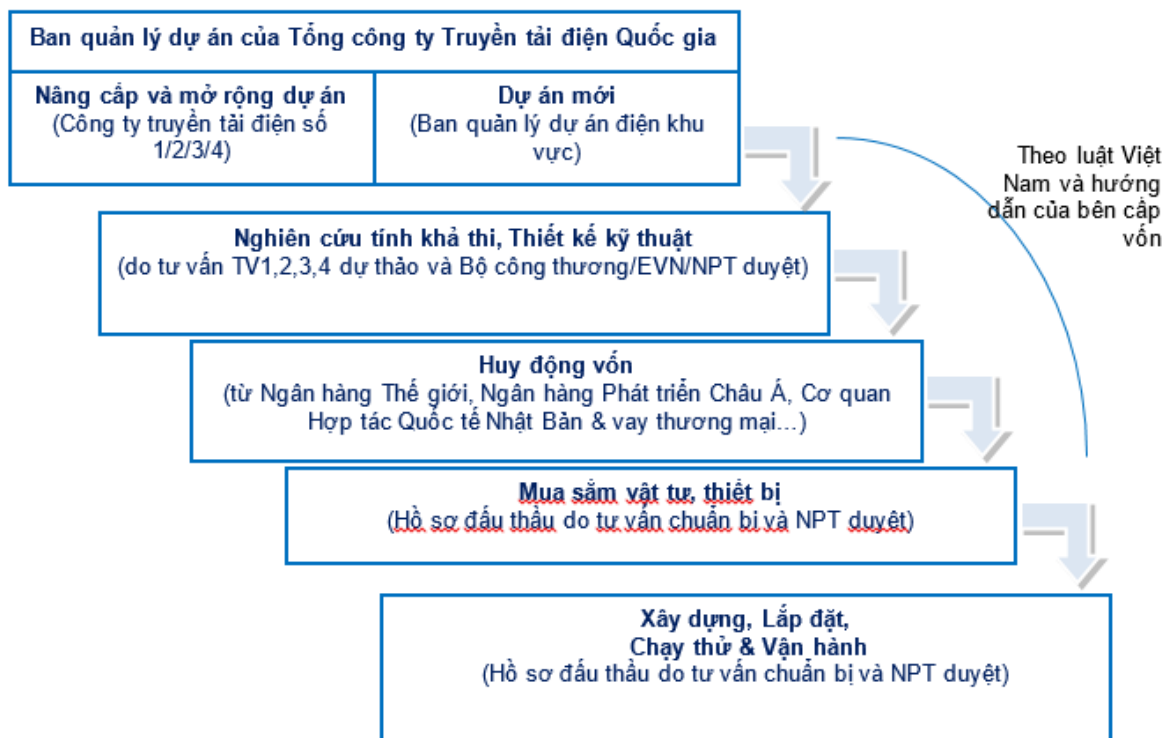 Ban quản lý dự án của Tổng công ty Truyền tải điện Quốc gia
Nâng cấp và mở rộng dự án
(Công ty truyền tải điện số
1/2/3/4)
Dự án mới
(Ban quản lý dự án điện khu
vực)
Theo luật Việt
Nam và hướng
dẫn của bên cấp
vốn
Nghiên cứu tính khả thi, Thiết kế kỹ thuật
(do tư vấn TV1,2,3,4 dự thảo và Bộ công thương/EVN/NPT duyệt)
Huy động vốn
(từ Ngân hàng Thế giới, Ngân hàng Phát triển Châu Á, Cơ quan
Hợp tác Quốc tế Nhật Bản & vay thương mại...)
Mua sắm vật tư, thiết bị
(Hồ sơ đấu thầu do tư vấn chuẩn bị và NPT duyệt)
Xây dựng, Lắp đặt,
Chạy thử & Vận hành
(Hồ sơ đấu thầu do tư vấn chuẩn bị và NPT duyệt)